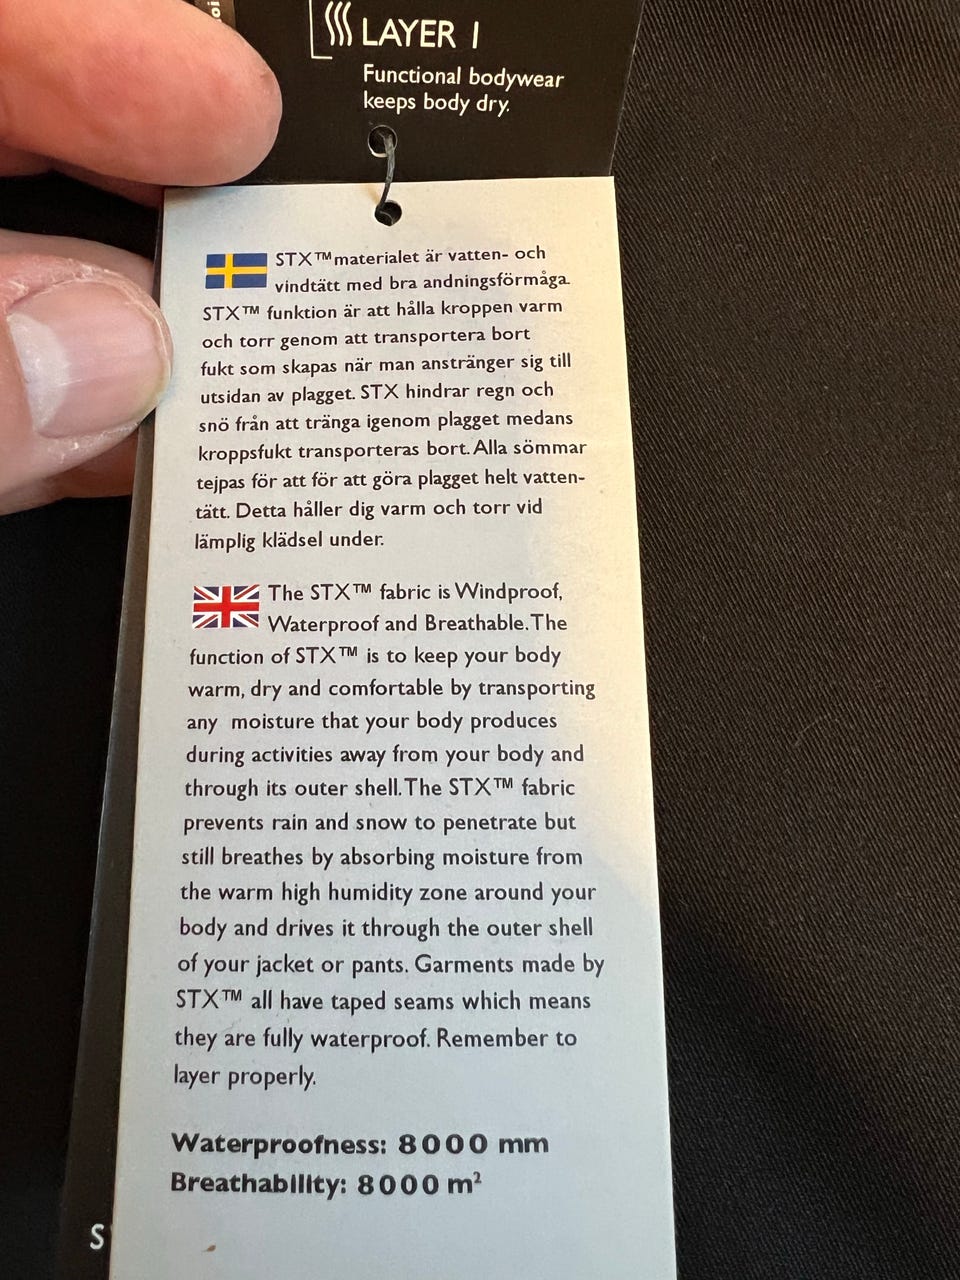 LAYER 1
Functional bodywear
keeps body dry.
STX™materialet är vatten- och
vindtätt med bra andningsförmåga.
STX™ funktion är att hålla kroppen varm
och torr genom att transportera bort
fukt som skapas när man anstränger sig till
utsidan av plagget. STX hindrar regn och
snö från att tränga igenom plagget medans
kroppsfukt transporteras bort. Alla sömmar
tejpas för att för att göra plagget helt vatten-
tätt. Detta håller dig varm och torr vid
lämplig klädsel under.
The STX™ fabric is Windproof,
Waterproof and Breathable. The
function of STX™ is to keep your body
warm, dry and comfortable by transporting
any moisture that your body produces
during activities away from your body and
through its outer shell. The STX™ fabric
prevents rain and snow to penetrate but
still breathes by absorbing moisture from
the warm high humidity zone around your
body and drives it through the outer shell
of your jacket or pants. Garments made by
STX™ all have taped seams which means
they are fully waterproof. Remember to
layer properly.
Waterproofness: 8000 mm
Breathability: 8000 m²
S